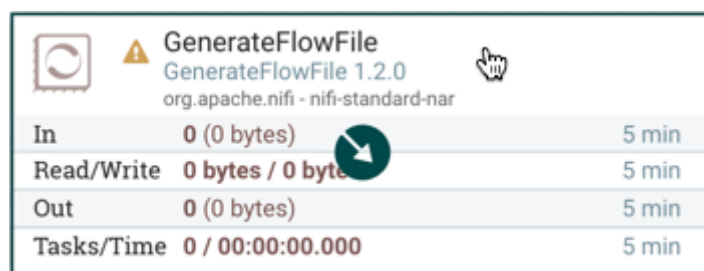 GenerateFlowFile
GenerateFlowFile 1.2.0
org.apache.nifi - nifi-standard-nar
In 0 (0 bytes) 5 min
Read/Write 0 bytes / 0 byte 5 min
Out 0 (0 bytes) 5 min
Tasks/Time 0 / 00:00:00.000 5 min